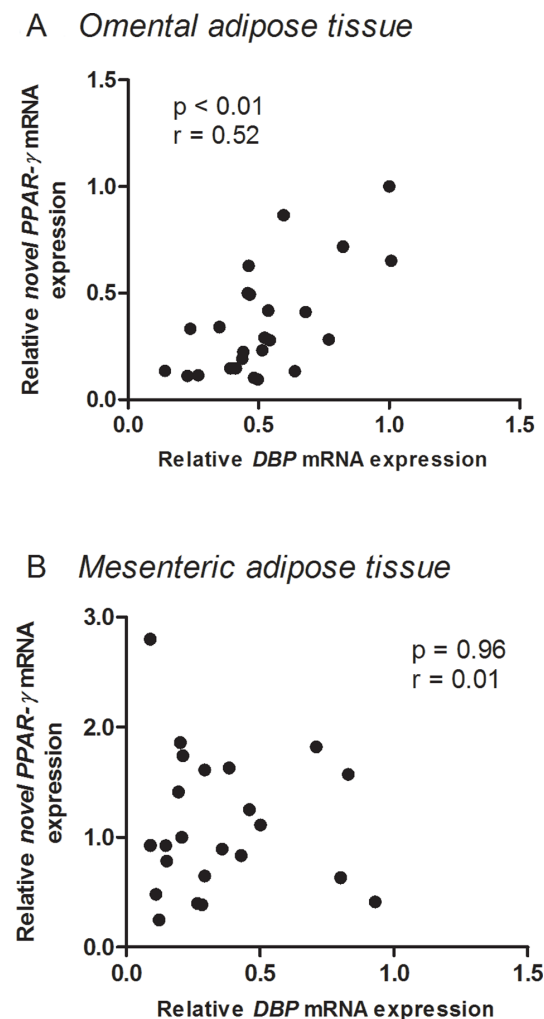 A Omental adipose tissue
1.5
p < 0.01
r = 0.52
1.0
0.5
0.0
Relative novel PPAR-γ mRNA
expression
0.0 0.5 1.0 1.5
Relative DBP mRNA expression
B Mesenteric adipose tissue
3.0
p = 0.96
r = 0.01
2.0
1.0
0.0
Relative novel PPAR-γ mRNA
expression
0.0 0.5 1.0 1.5
Relative DBP mRNA expression